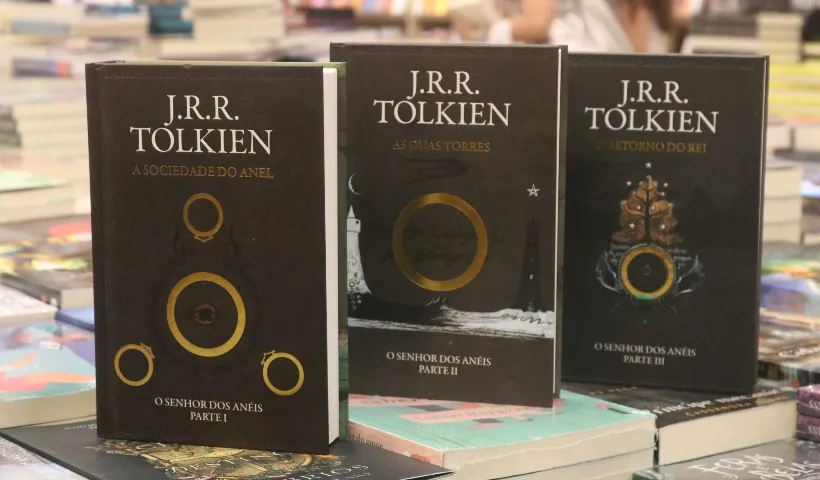 J.R.R.
TOLKIEN
A SOCIEDADE DO ANEL
O SENHOR DOS ANÉIS
PARTE I
J.R.R.
TOLKIEN
AS DUAS TORRES
O SENHOR DOS ANÉIS
PARTE II
J.R.R.
TOLKIEN
O RETORNO DO REI
O SENHOR DOS ANÉIS
PARTE III